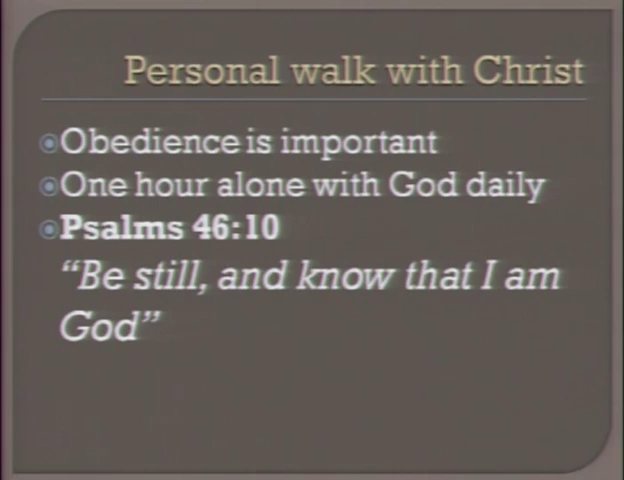 Personal walk with Christ
Obedience is important
One hour alone with God daily
Psalms 46:10
“Be still, and know that I am
God”